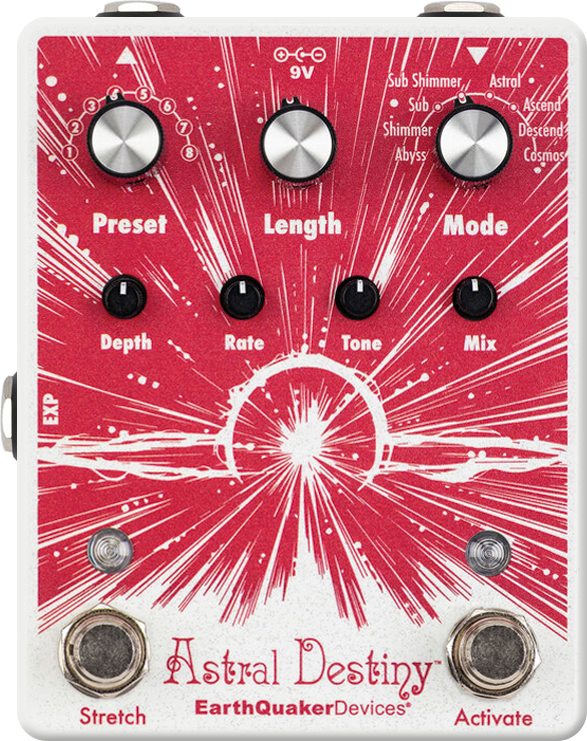 9V
Sub Shimmer
Astral
Sub
Ascend
Shimmer
Descend
Abyss
Cosmos
1
2
3
4
5
6
7
8
Preset
Length
Mode
Depth
Rate
Tone
Mix
EXP
Astral Destiny™
EarthQuakerDevices®
Stretch
Activate